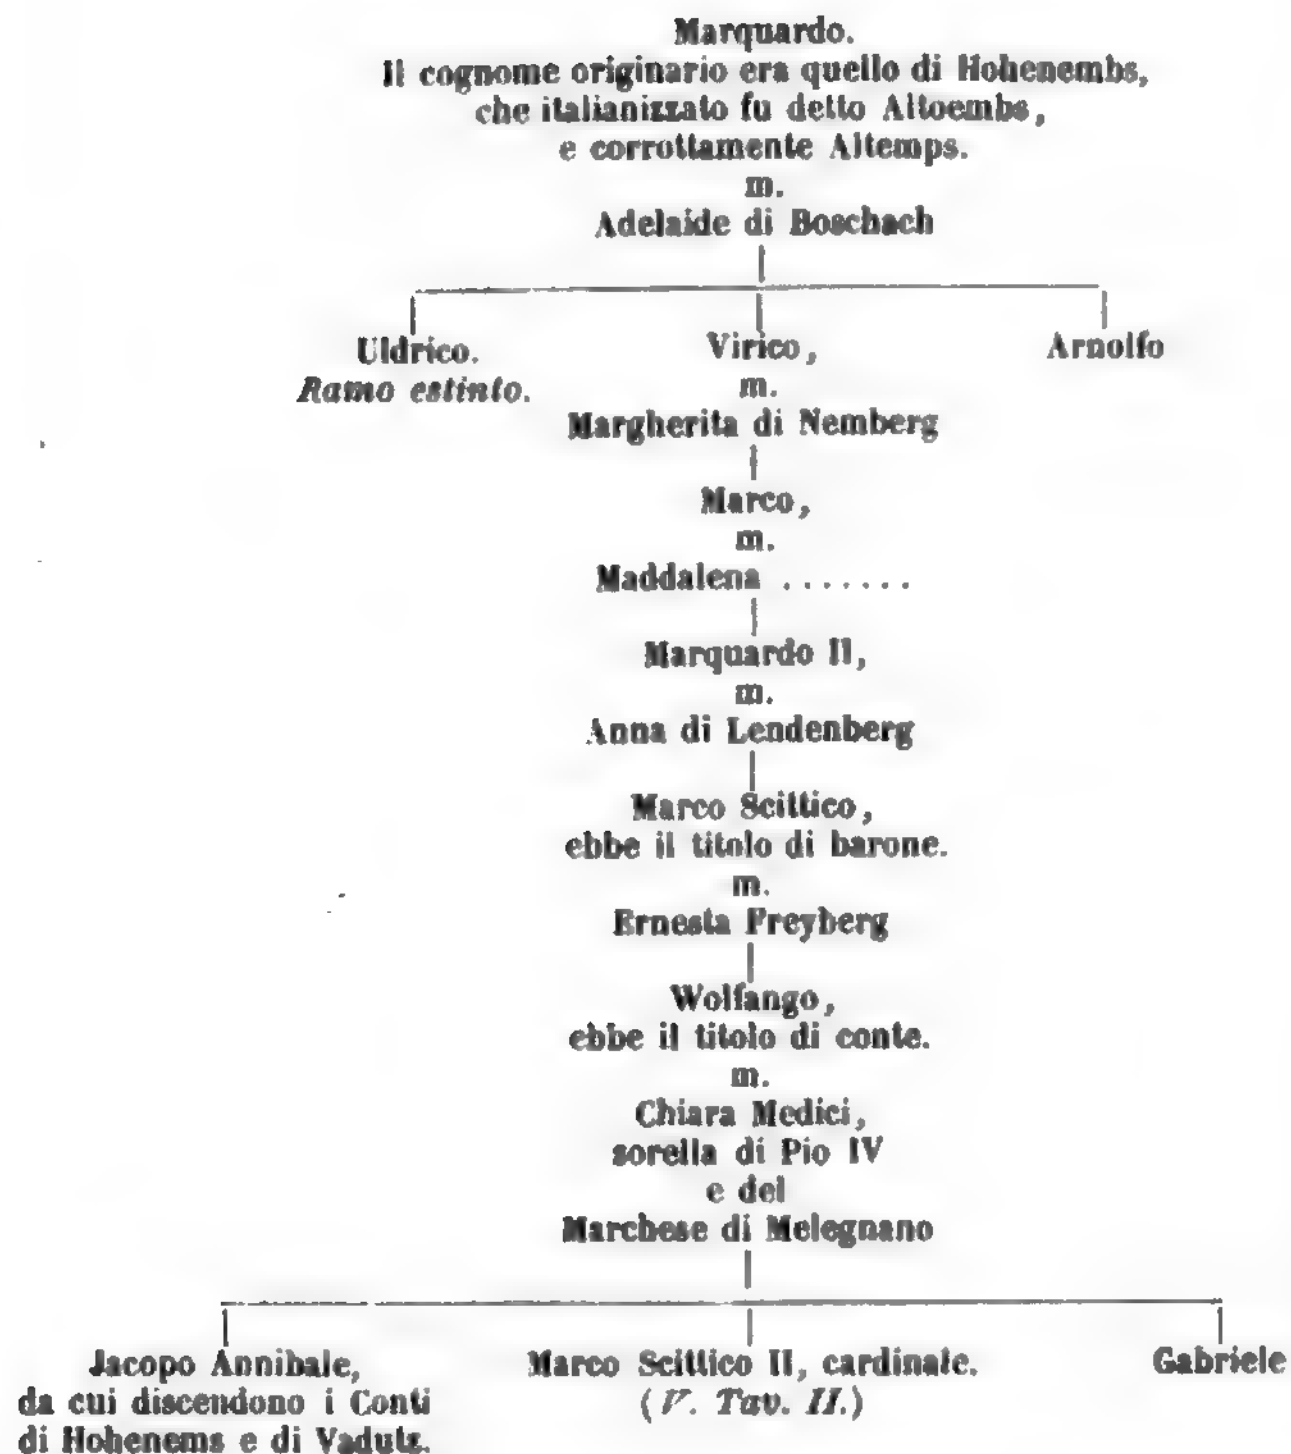 Marquardo.
Il cognome originario era quello di Hohenembs,
che italianizzato fu detto Altoembs,
e corrottamente Altemps.
m.
Adelaide di Boschach
Uldrico. Virico, Arnolfo
Ramo estinto. m.
Margherita di Nemberg
Marco,
m.
Maddalena .......
Marquardo II,
m.
Anna di Lendenberg
Marco Scittico,
ebbe il titolo di barone.
m.
Ernesta Freyberg
Wolfango,
ebbe il titolo di conte.
m.
Chiara Medici,
sorella di Pio IV
e del
Marchese di Melegnano
Jacopo Annibale, Marco Scittico II, cardinale. Gabriele
da cui discendono i Conti (V. Tav. II.)
di Hohenems e di Vadutz.